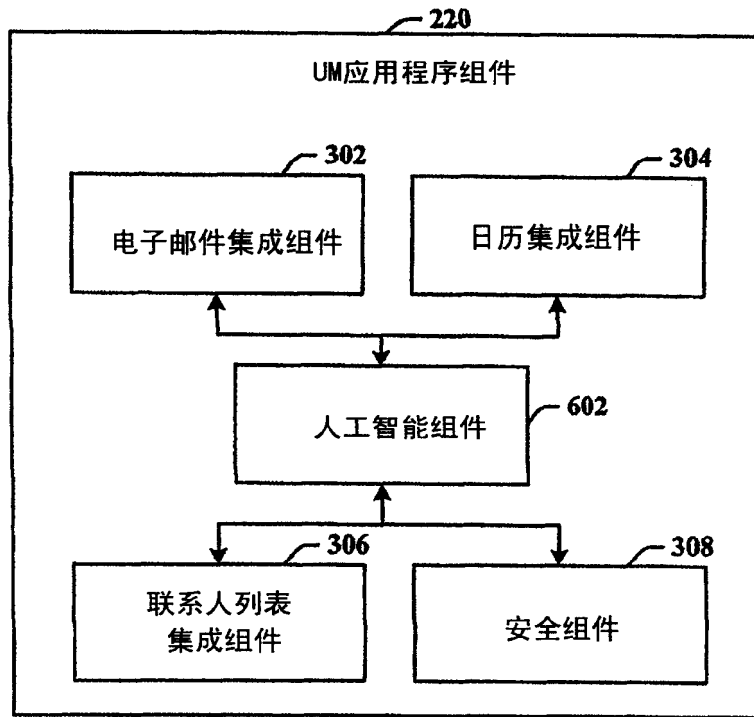 220
UM应用程序组件
302
304
电子邮件集成组件
日历集成组件
人工智能组件
602
306
308
联系人列表
集成组件
安全组件